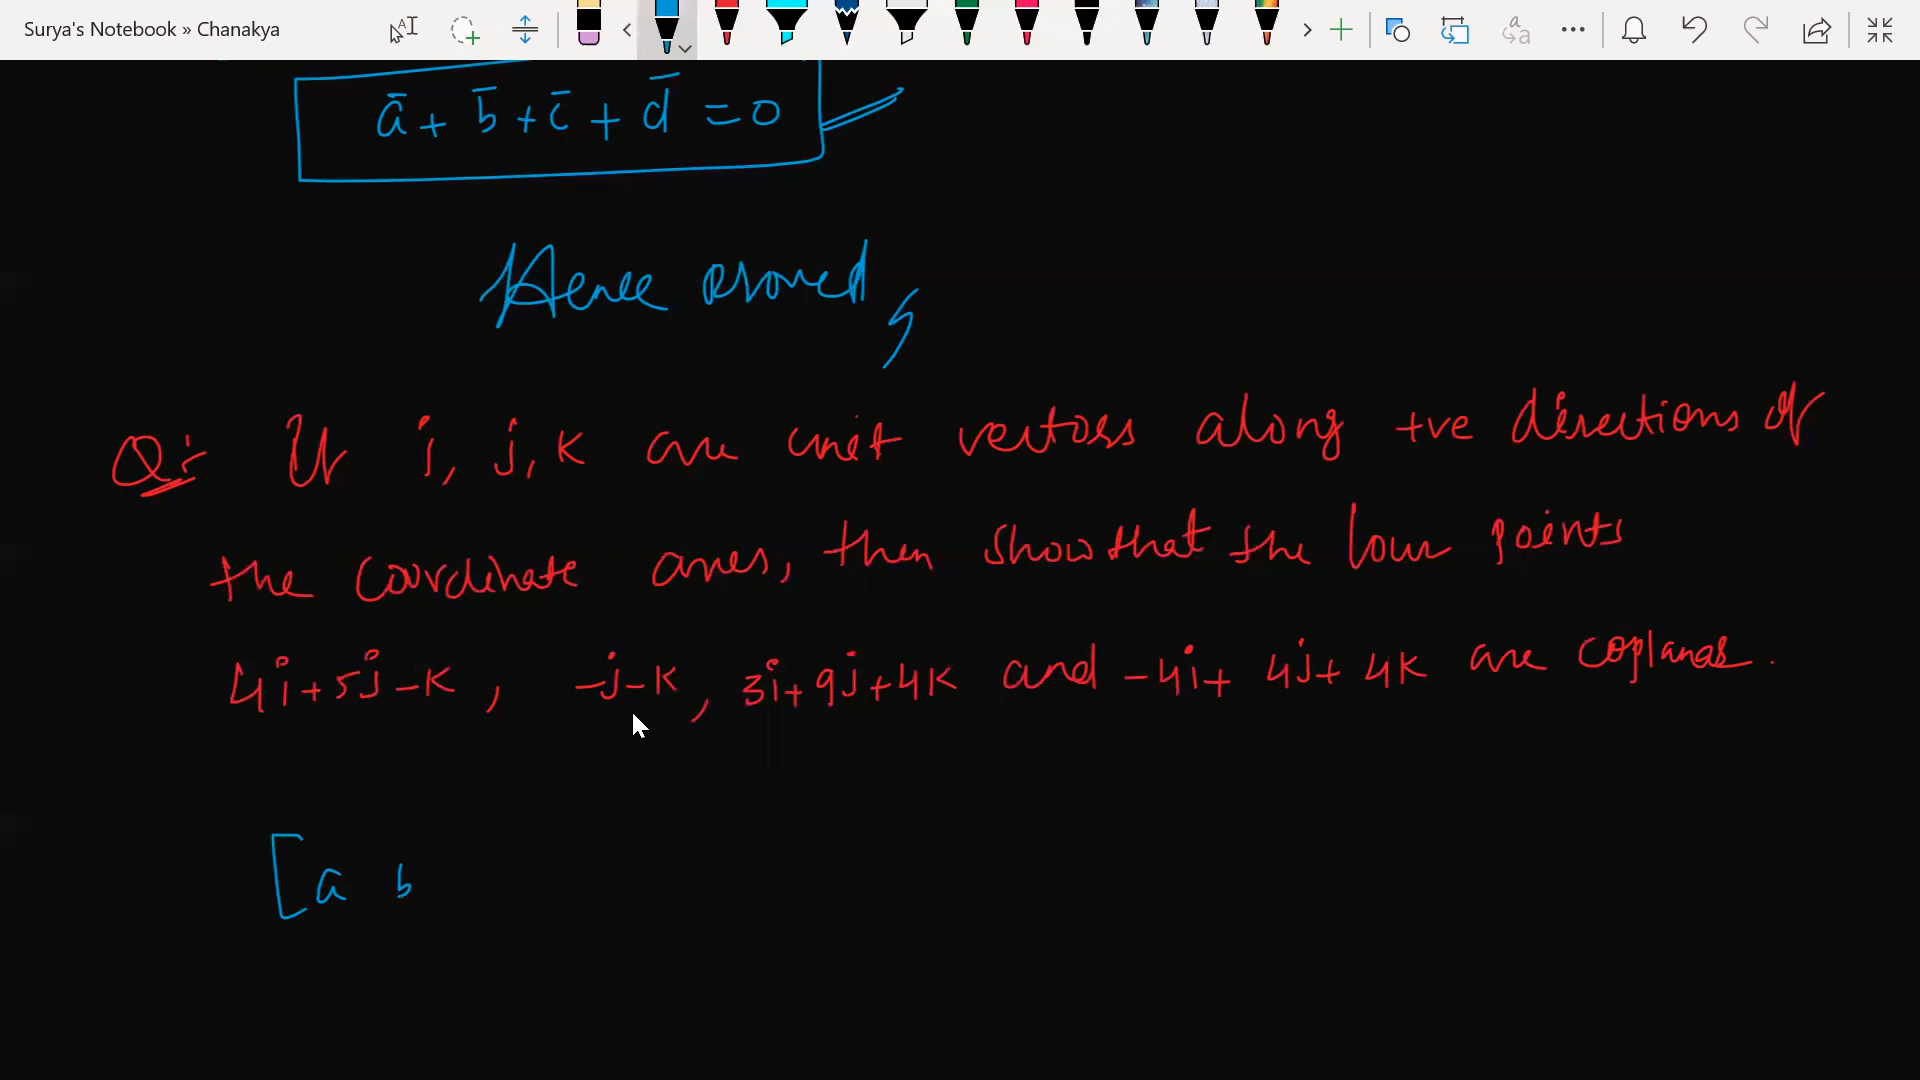 Surya's Notebook » Chanakya
ā + b̄ + c̄ + d̄ = 0
Hence proved
Q:- If i, j, k are unit vectors along +ve directions of
the coordinate axes, then show that the four points
4i+5j-k, -j-k, 3i+9j+4k and -4i+ 4j+ 4k are coplanar.
[a b